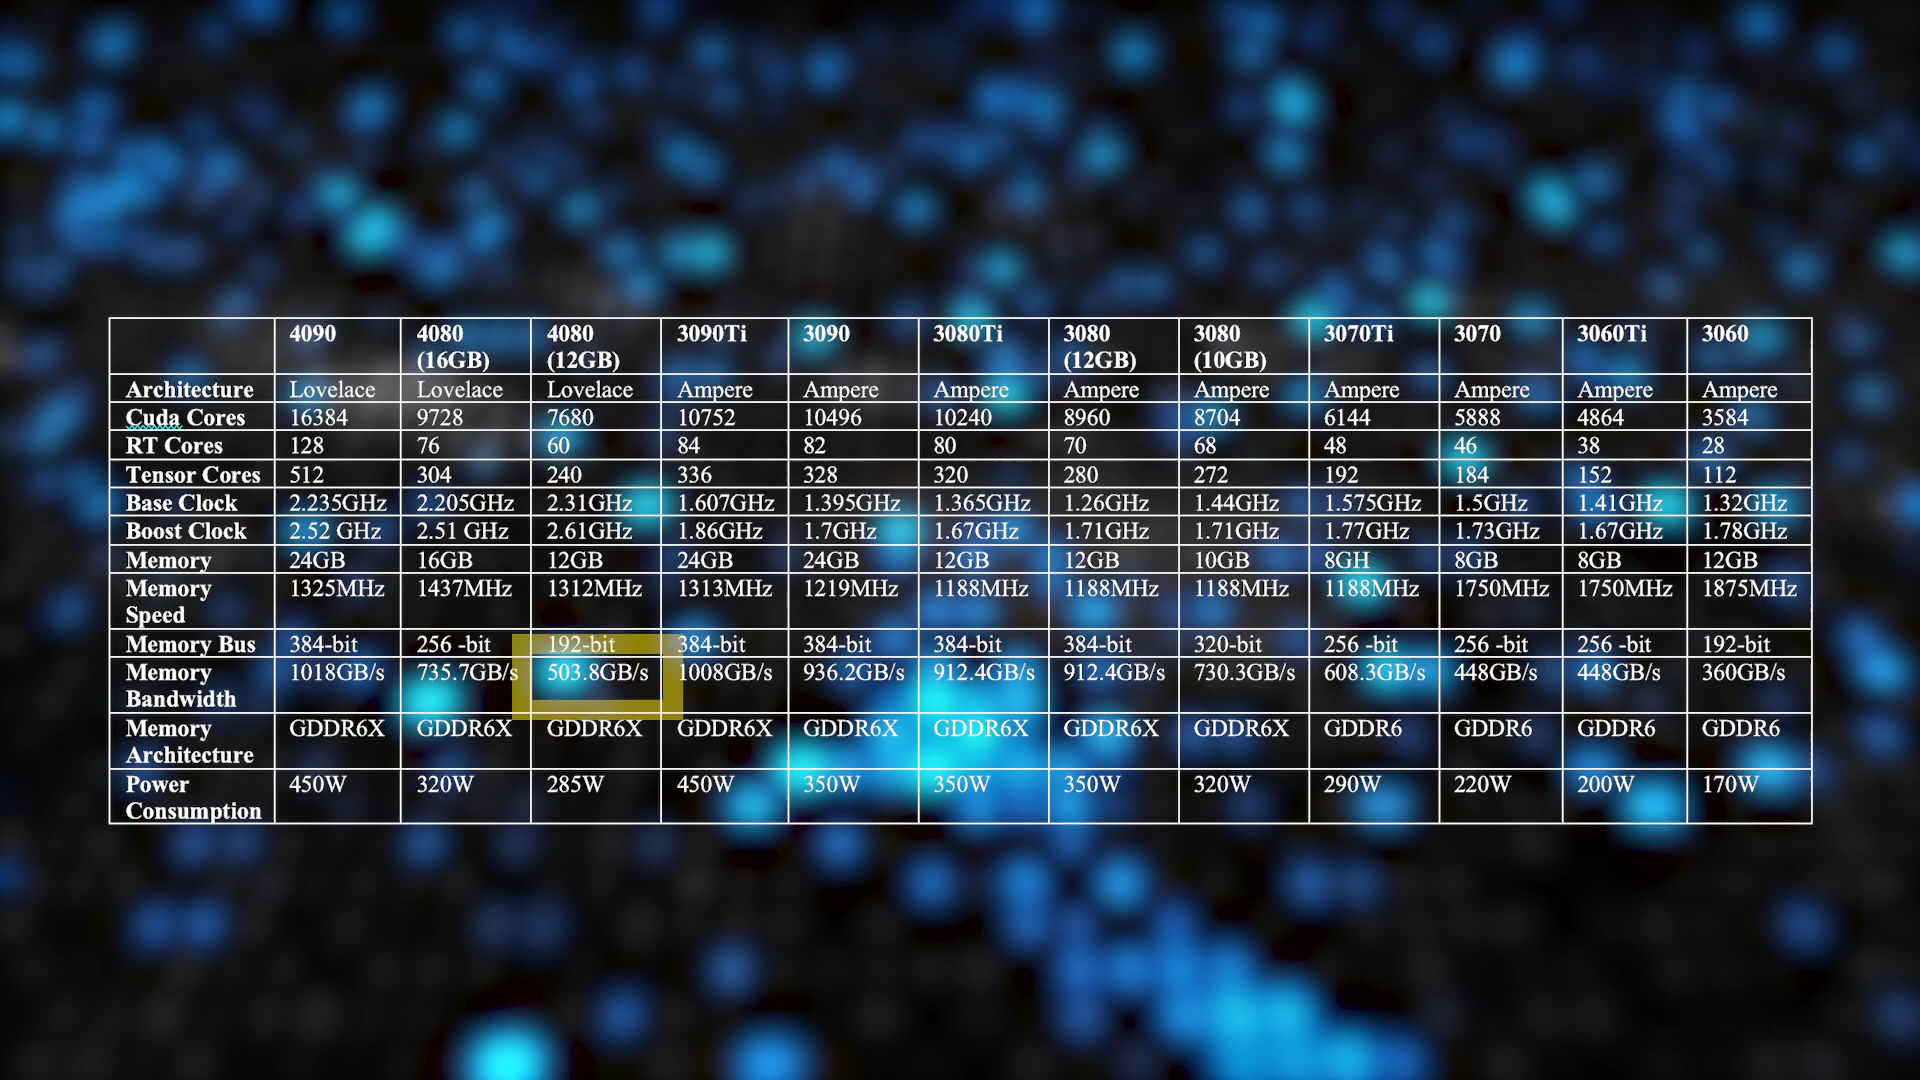 4090 4080 (16GB) 4080 (12GB) 3090Ti 3090 3080Ti 3080 (12GB) 3080 (10GB) 3070Ti 3070 3060Ti 3060
Architecture Lovelace Lovelace Lovelace Ampere Ampere Ampere Ampere Ampere Ampere Ampere Ampere Ampere
Cuda Cores 16384 9728 7680 10752 10496 10240 8960 8704 6144 5888 4864 3584
RT Cores 128 76 60 84 82 80 70 68 48 46 38 28
Tensor Cores 512 304 240 336 328 320 280 272 192 184 152 112
Base Clock 2.235GHz 2.205GHz 2.31GHz 1.607GHz 1.395GHz 1.365GHz 1.26GHz 1.44GHz 1.575GHz 1.5GHz 1.41GHz 1.32GHz
Boost Clock 2.52 GHz 2.51 GHz 2.61GHz 1.86GHz 1.7GHz 1.67GHz 1.71GHz 1.71GHz 1.77GHz 1.73GHz 1.67GHz 1.78GHz
Memory 24GB 16GB 12GB 24GB 24GB 12GB 12GB 10GB 8GH 8GB 8GB 12GB
Memory Speed 1325MHz 1437MHz 1312MHz 1313MHz 1219MHz 1188MHz 1188MHz 1188MHz 1188MHz 1750MHz 1750MHz 1875MHz
Memory Bus 384-bit 256 -bit 192-bit 384-bit 384-bit 384-bit 384-bit 320-bit 256 -bit 256 -bit 256 -bit 192-bit
Memory Bandwidth 1018GB/s 735.7GB/s 503.8GB/s 1008GB/s 936.2GB/s 912.4GB/s 912.4GB/s 730.3GB/s 608.3GB/s 448GB/s 448GB/s 360GB/s
Memory Architecture GDDR6X GDDR6X GDDR6X GDDR6X GDDR6X GDDR6X GDDR6X GDDR6X GDDR6 GDDR6 GDDR6 GDDR6
Power Consumption 450W 320W 285W 450W 350W 350W 350W 320W 290W 220W 200W 170W